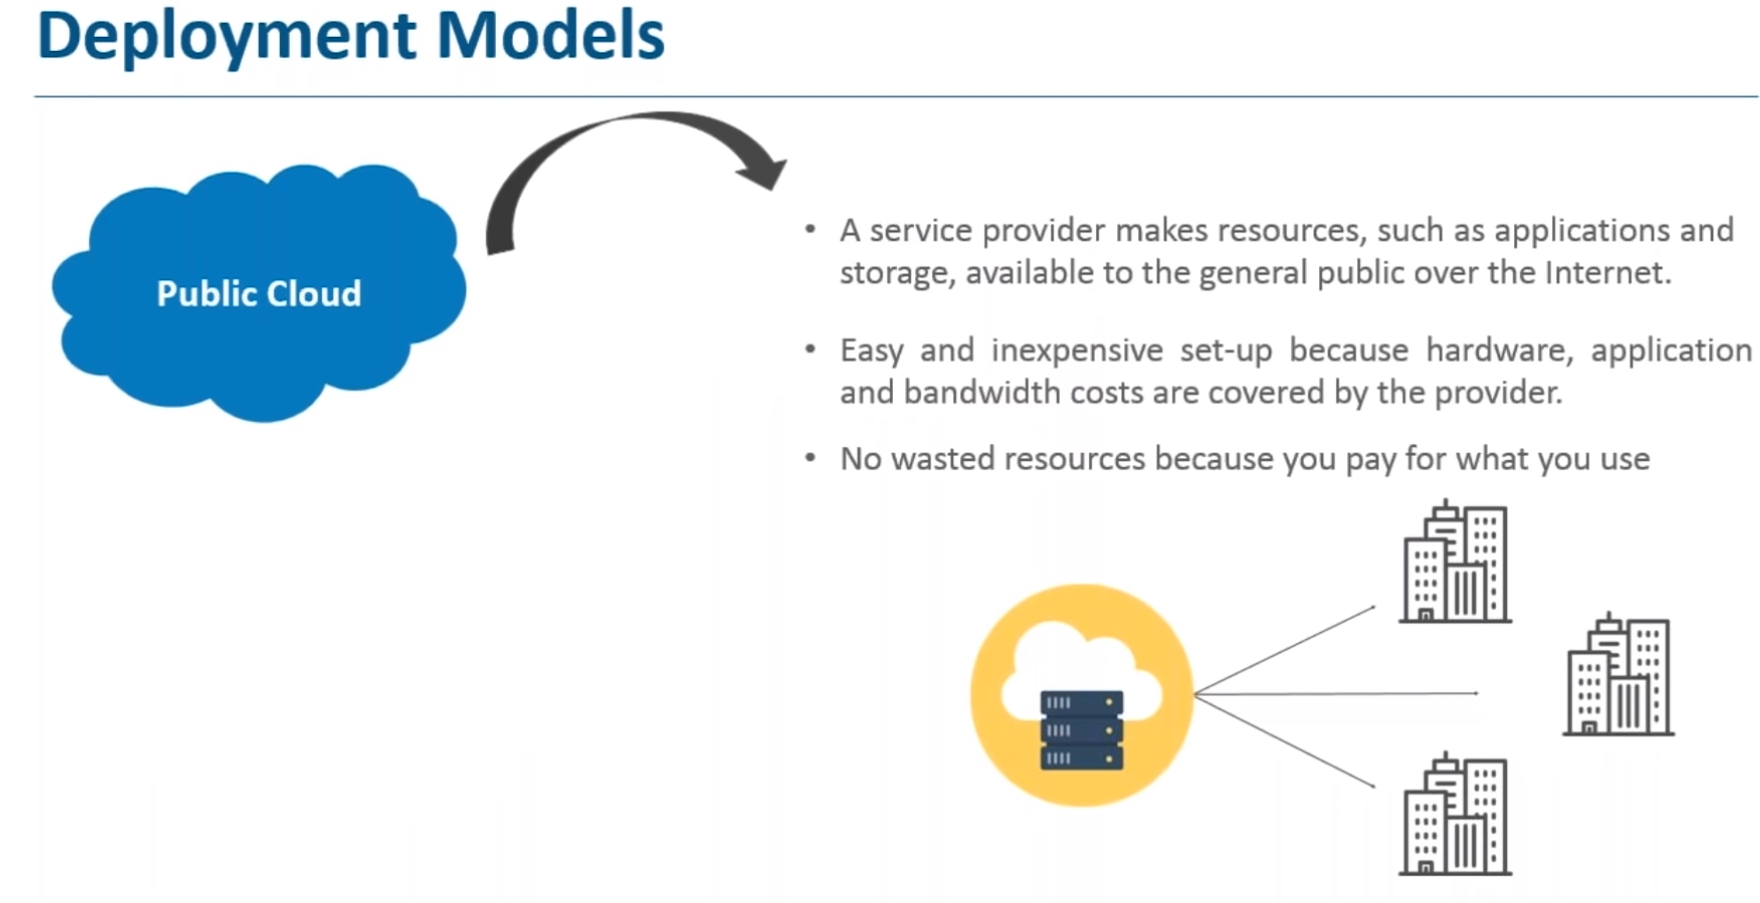 Deployment Models
Public Cloud
• A service provider makes resources, such as applications and
storage, available to the general public over the Internet.
• Easy and inexpensive set-up because hardware, application
and bandwidth costs are covered by the provider.
• No wasted resources because you pay for what you use